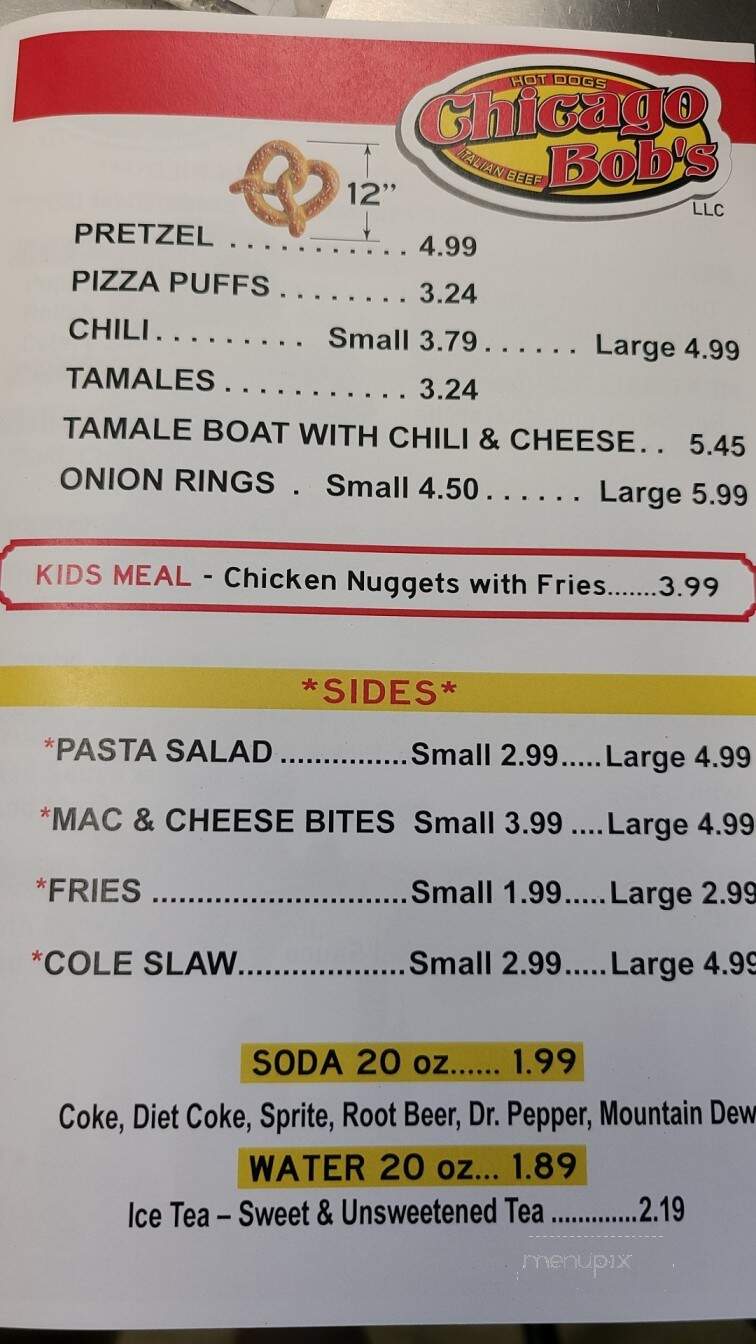 HOT DOGS
Chicago
ITALIAN BEEF
Bob's
LLC
12”
PRETZEL . . . . . . . . . . . 4.99
PIZZA PUFFS . . . . . . . . 3.24
CHILI. . . . . . . . . Small 3.79 . . . . . . Large 4.99
TAMALES . . . . . . . . . . . 3.24
TAMALE BOAT WITH CHILI & CHEESE. . 5.45
ONION RINGS . Small 4.50 . . . . . . Large 5.99
KIDS MEAL - Chicken Nuggets with Fries.......3.99
*SIDES*
*PASTA SALAD ...............Small 2.99.....Large 4.99
*MAC & CHEESE BITES Small 3.99 ....Large 4.99
*FRIES ..............................Small 1.99.....Large 2.99
*COLE SLAW....................Small 2.99.....Large 4.99
SODA 20 oz...... 1.99
Coke, Diet Coke, Sprite, Root Beer, Dr. Pepper, Mountain Dew
WATER 20 oz... 1.89
Ice Tea – Sweet & Unsweetened Tea .............2.19
menupix